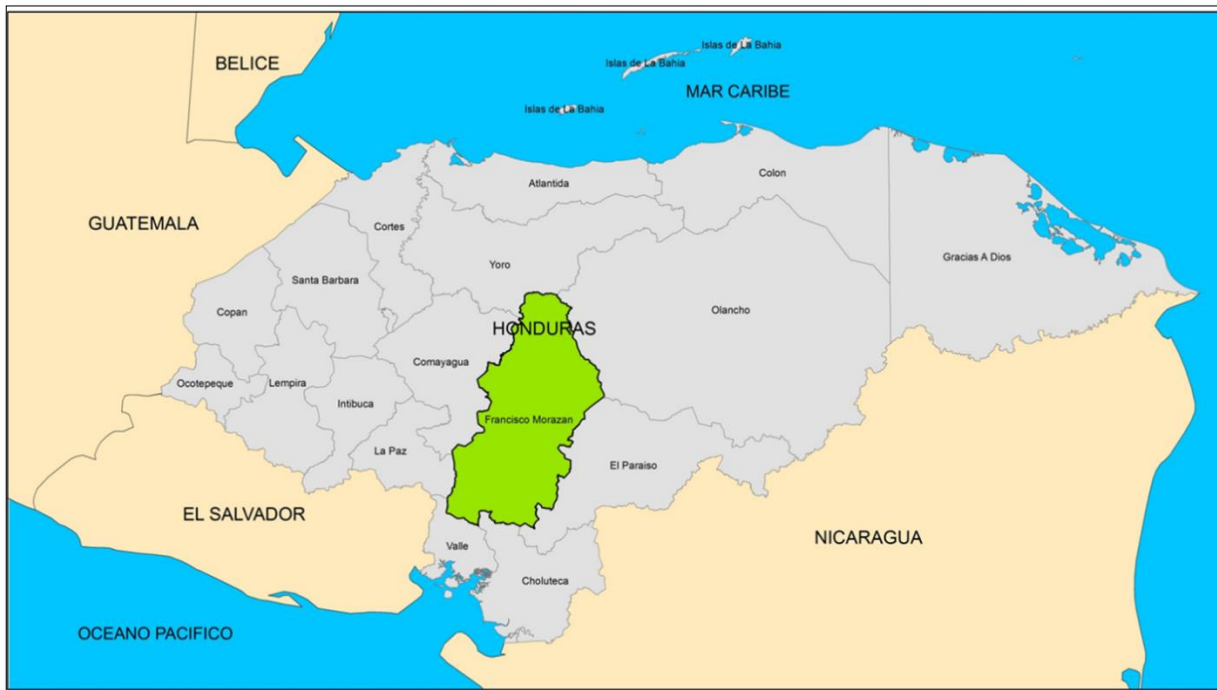 BELICE
Islas de La Bahia
Islas de La Bahia
MAR CARIBE
Islas de La Bahia
Colon
Atlantida
GUATEMALA
Cortes
Gracias A Dios
Yoro
Santa Barbara
Olancho
Copan
HONDURAS
Comayagua
Ocotepeque
Lempira
Intibuca
Francisco Morazan
La Paz
El Paraiso
EL SALVADOR
NICARAGUA
Valle
Choluteca
OCEANO PACIFICO